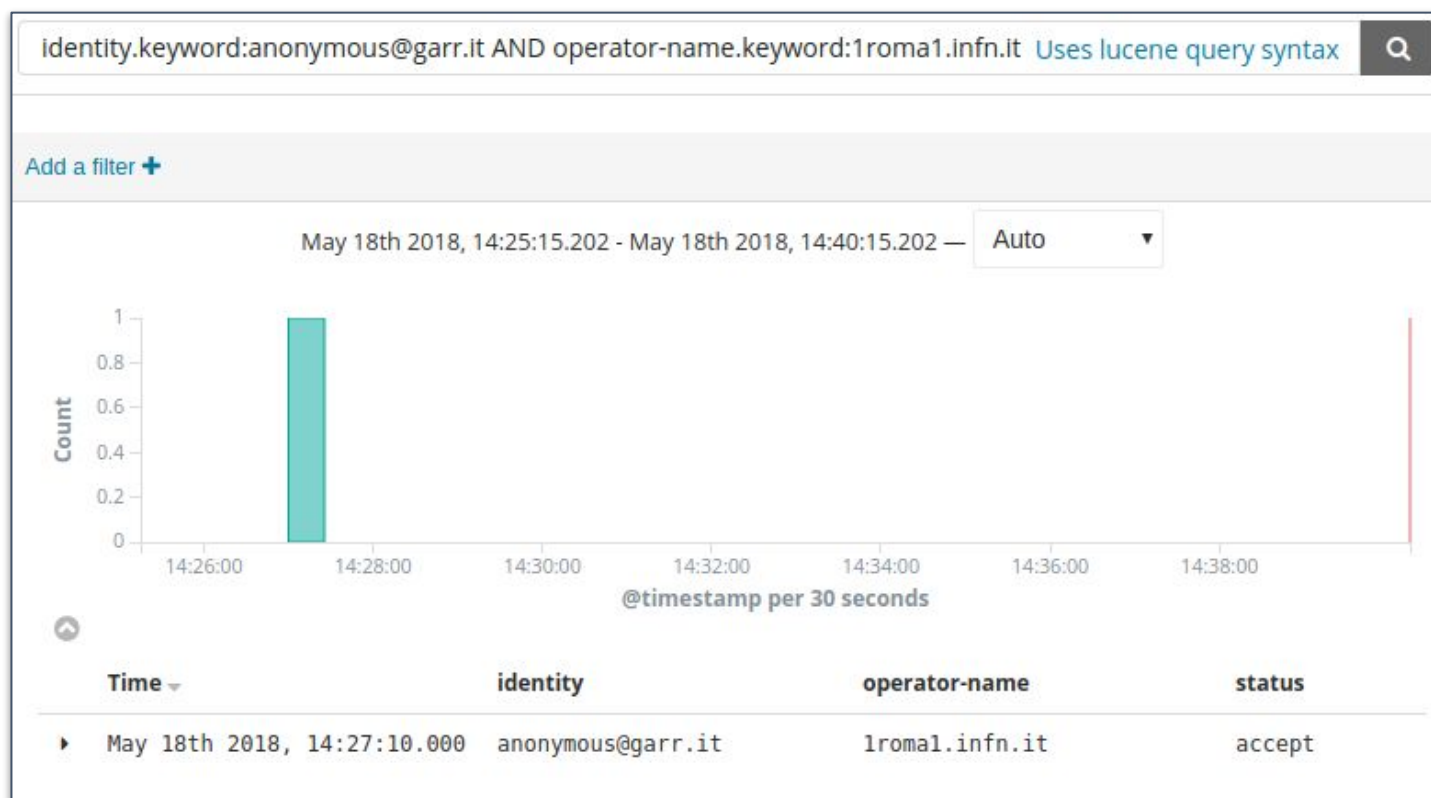 identity.keyword:anonymous@garr.it AND operator-name.keyword:1roma1.infn.it Uses lucene query syntax
Add a filter +
May 18th 2018, 14:25:15.202 - May 18th 2018, 14:40:15.202 — Auto
1
0.8
0.6
0.4
0.2
0
Count
14:26:00 14:28:00 14:30:00 14:32:00 14:34:00 14:36:00 14:38:00
@timestamp per 30 seconds
Time identity operator-name status
May 18th 2018, 14:27:10.000 anonymous@garr.it 1roma1.infn.it accept